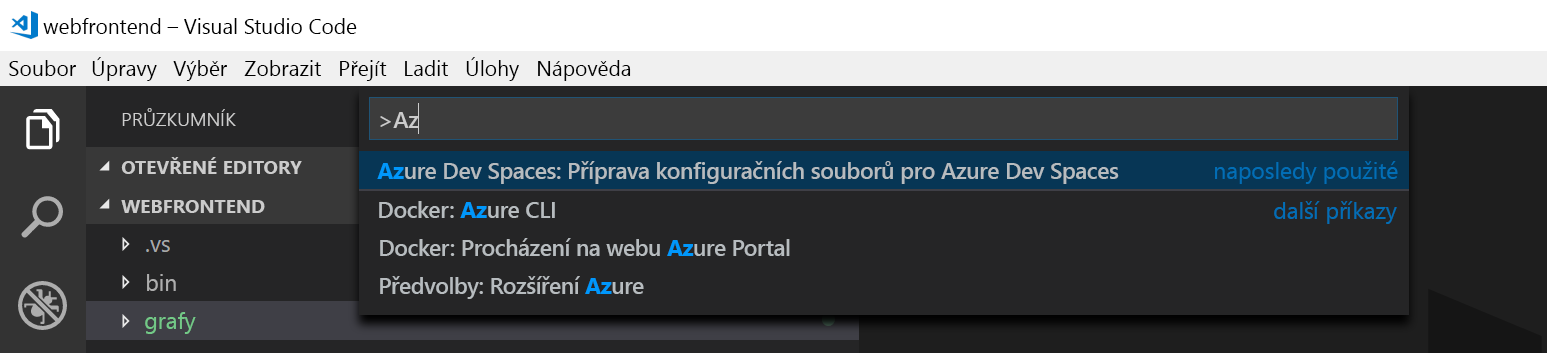 webfrontend – Visual Studio Code
Soubor Úpravy Výběr Zobrazit Přejít Ladit Úlohy Nápověda
PRŮZKUMNÍK
OTEVŘENÉ EDITORY
WEBFRONTEND
.vs
bin
grafy
>Az
Azure Dev Spaces: Příprava konfiguračních souborů pro Azure Dev Spaces naposledy použité
Docker: Azure CLI další příkazy
Docker: Procházení na webu Azure Portal
Předvolby: Rozšíření Azure